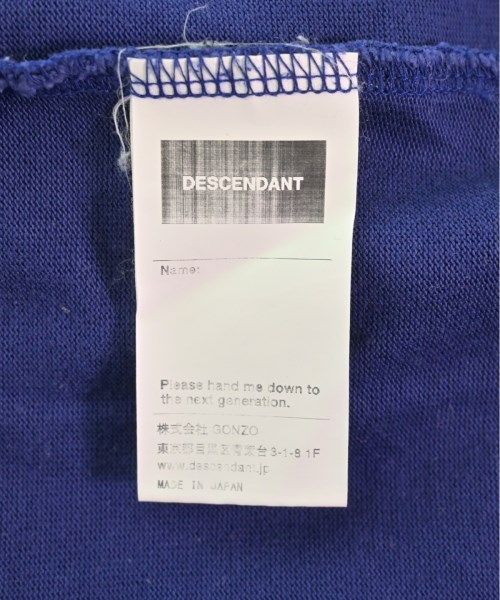 DESCENDANT
Name:
Please hand me down to
the next generation.
株式会社 GONZO
東京都目黒区青葉台3-1-8 1F
www.descendant.jp
MADE IN JAPAN